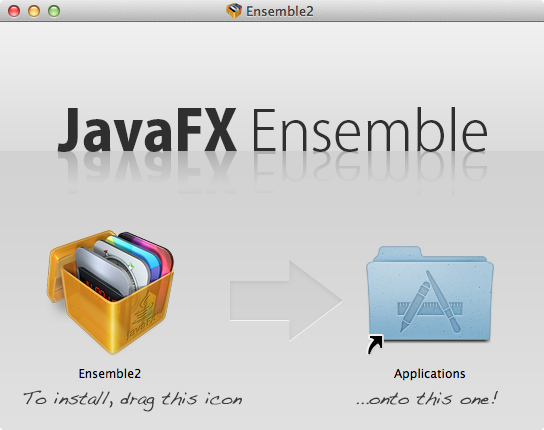 Ensemble2
JavaFX Ensemble
Ensemble2
Applications
To install, drag this icon
...onto this one!